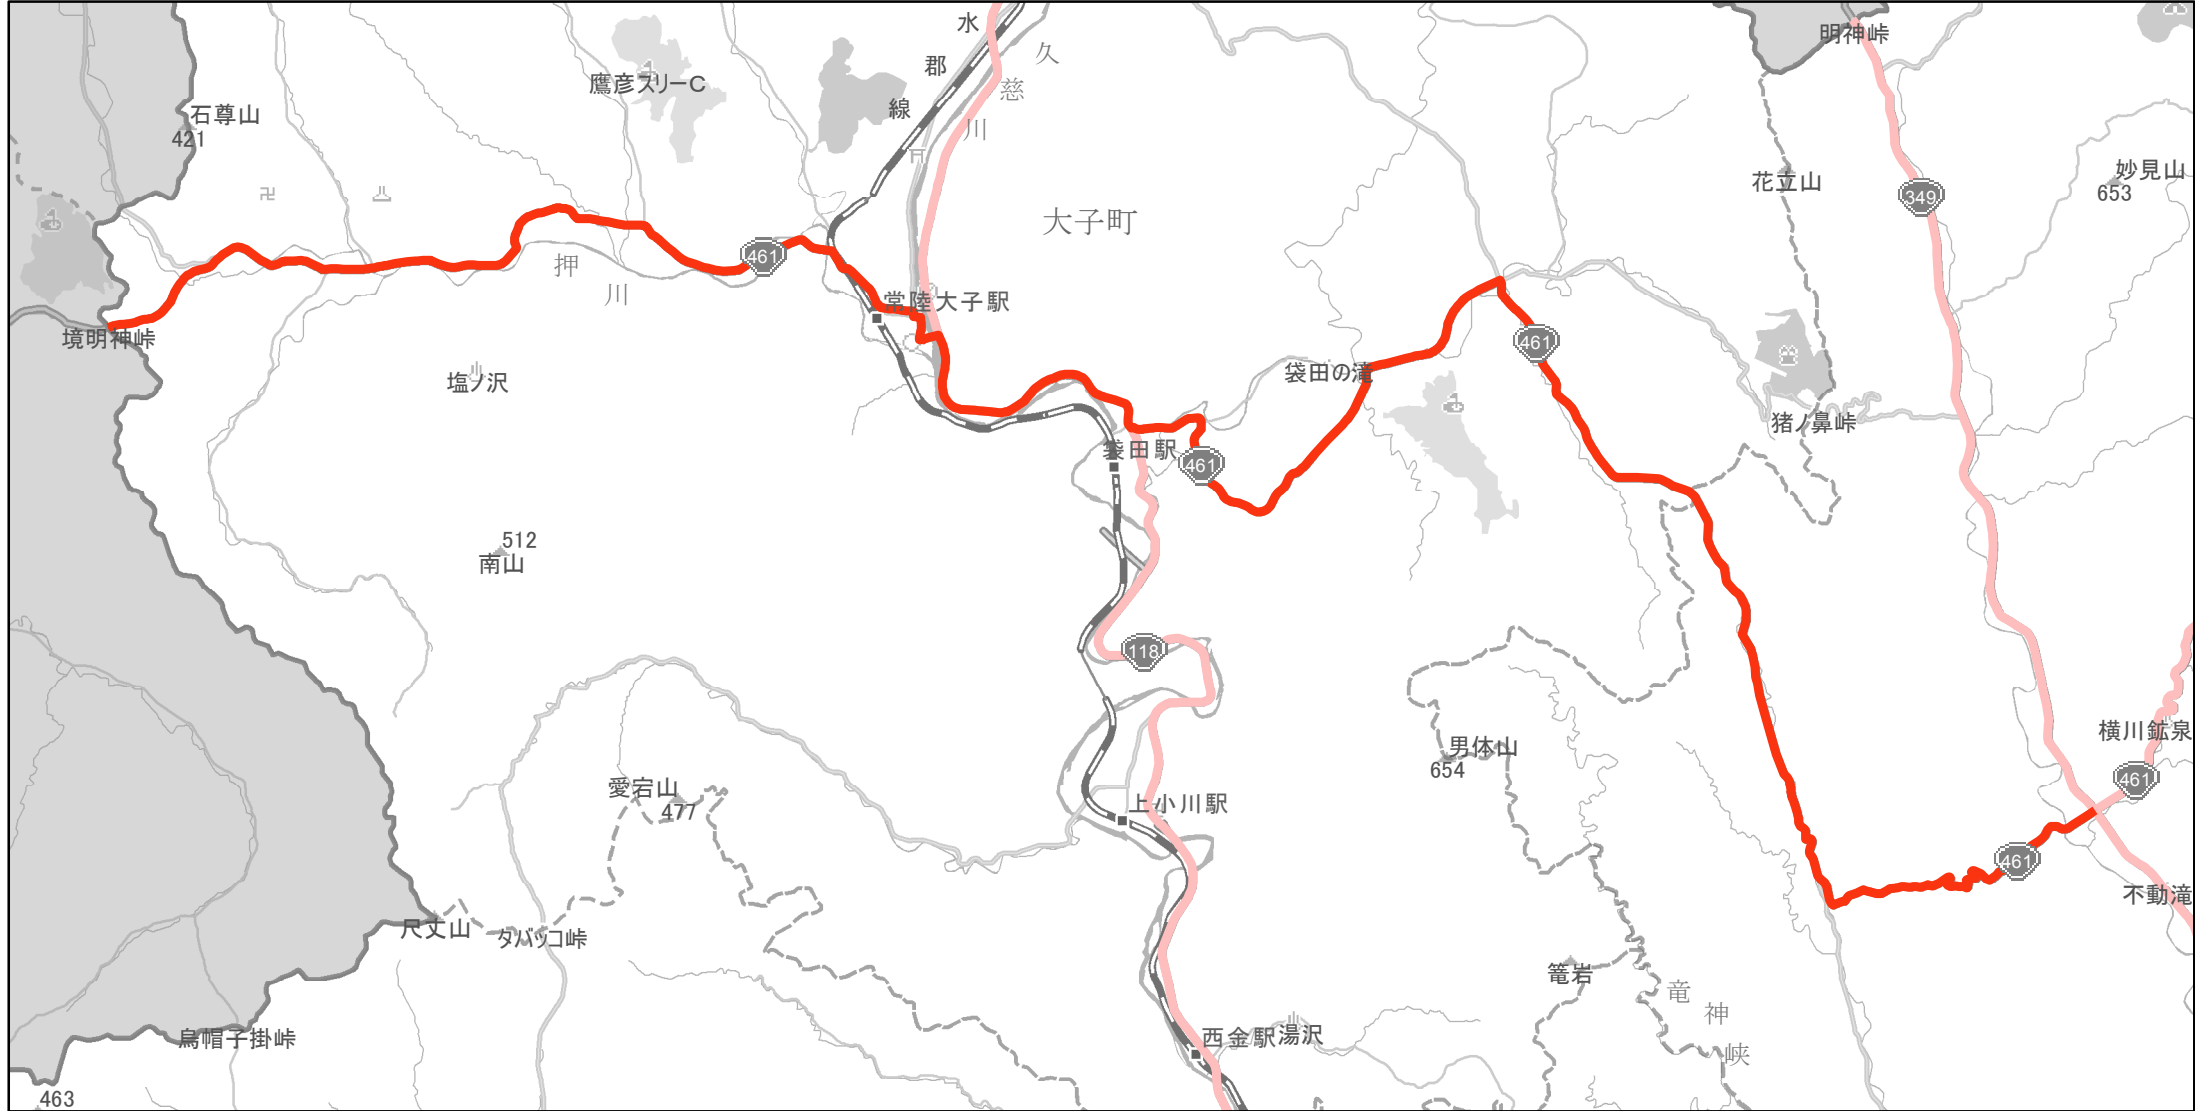 水
郡
線
久
慈
川
明神峠
鷹彦スリーC
石尊山
421
妙見山
653
花立山
349
大子町
461
押
川
常陸大子駅
境明神峠
461
袋田の滝
塩ノ沢
猪ノ鼻峠
袋田駅
461
512
南山
118
横川鉱泉
男体山
654
461
愛宕山
477
上小川駅
461
不動滝
尺丈山
タバッコ峠
篭岩
竜
神
峡
烏帽子掛峠
西金駅
湯沢
463